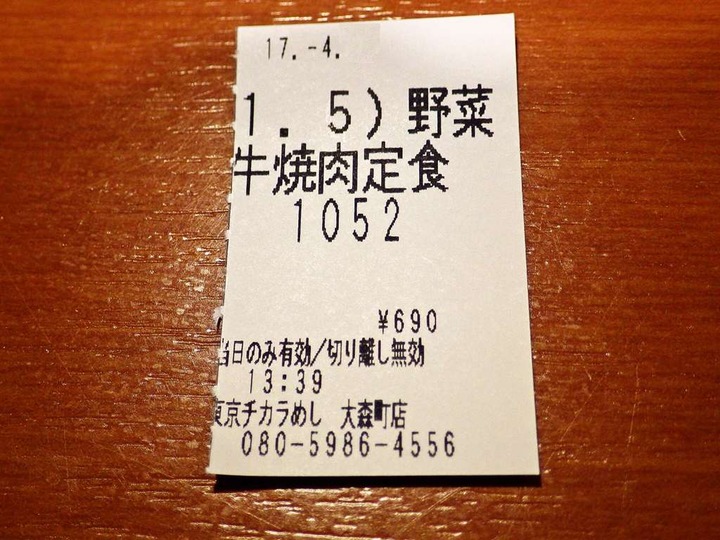 17.-4.
1.5)野菜
牛焼肉定食
1052
¥690
当日のみ有効/切り離し無効
13:39
東京チカラめし 大森町店
080-5986-4556